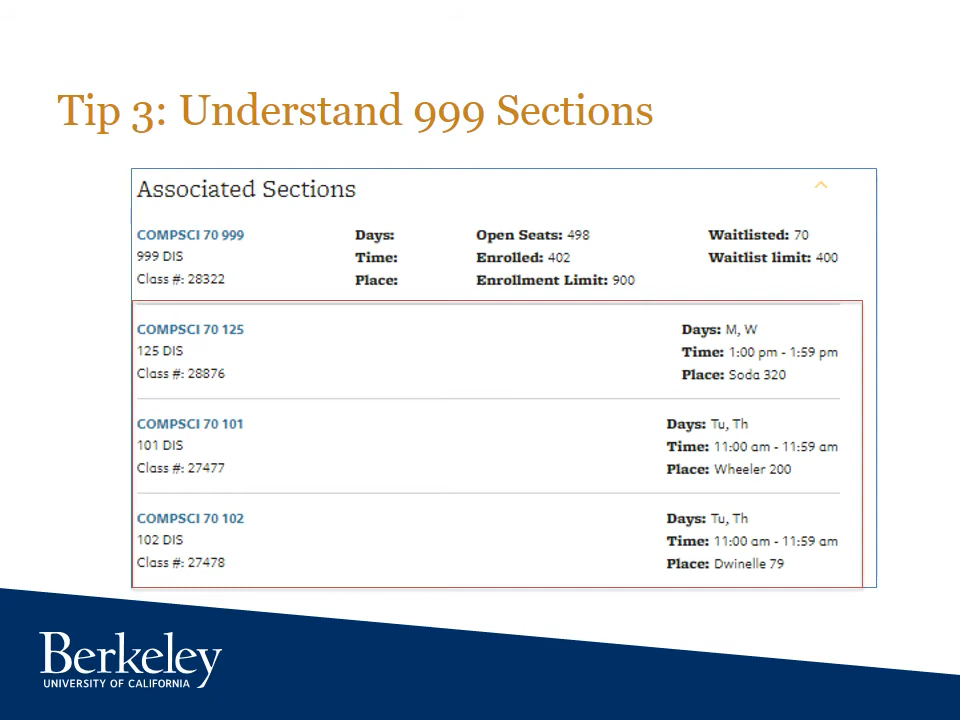 Tip 3: Understand 999 Sections
Associated Sections
COMPSCI 70 999 Days: Open Seats: 498 Waitlisted: 70
999 DIS Time: Enrolled: 402 Waitlist limit: 400
Class #: 28322 Place: Enrollment Limit: 900
COMPSCI 70 125 Days: M, W
125 DIS Time: 1:00 pm - 1:59 pm
Class #: 28876 Place: Soda 320
COMPSCI 70 101 Days: Tu, Th
101 DIS Time: 11:00 am - 11:59 am
Class #: 27477 Place: Wheeler 200
COMPSCI 70 102 Days: Tu, Th
102 DIS Time: 11:00 am - 11:59 am
Class #: 27478 Place: Dwinelle 79
Berkeley
UNIVERSITY OF CALIFORNIA